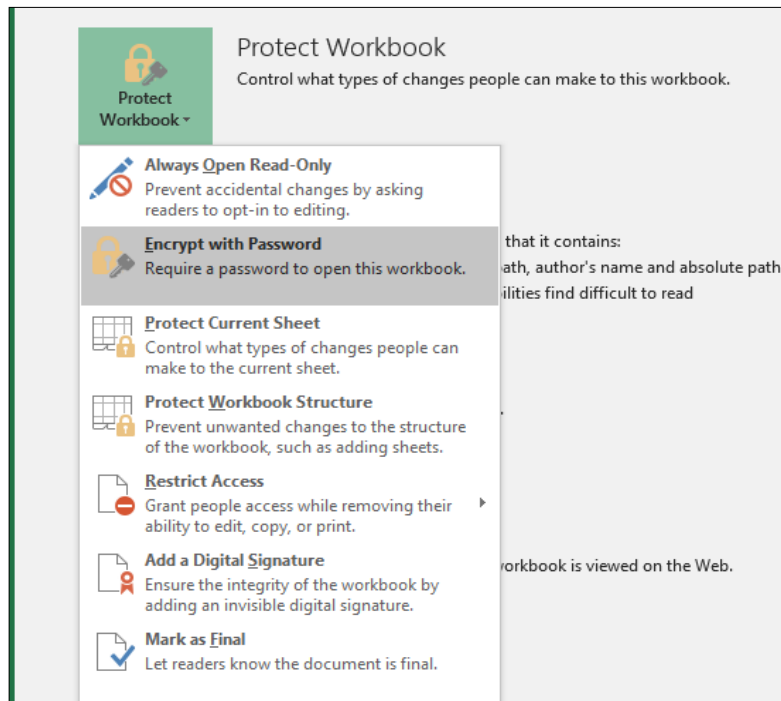 Protect Workbook
Control what types of changes people can make to this workbook.
Protect
Workbook
Always Open Read-Only
Prevent accidental changes by asking
readers to opt-in to editing.
Encrypt with Password
Require a password to open this workbook.
Protect Current Sheet
Control what types of changes people can
make to the current sheet.
Protect Workbook Structure
Prevent unwanted changes to the structure
of the workbook, such as adding sheets.
Restrict Access
Grant people access while removing their
ability to edit, copy, or print.
Add a Digital Signature
Ensure the integrity of the workbook by
adding an invisible digital signature.
Mark as Final
Let readers know the document is final.
that it contains:
author's name and absolute path
find difficult to read
workbook is viewed on the Web.